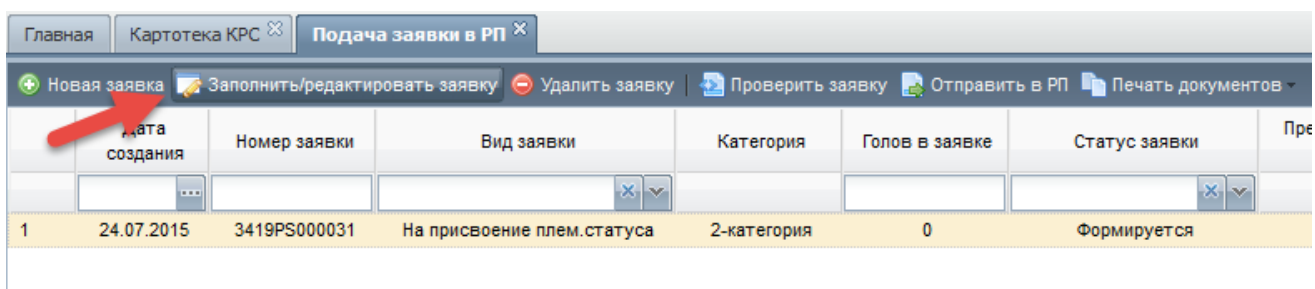 Главная Картотека КРС Подача заявки в РП
Новая заявка Заполнить/редактировать заявку Удалить заявку Проверить заявку Отправить в РП Печать документов
Дата создания Номер заявки Вид заявки Категория Голов в заявке Статус заявки Пре
1 24.07.2015 3419PS000031 На присвоение плем.статуса 2-категория 0 Формируется